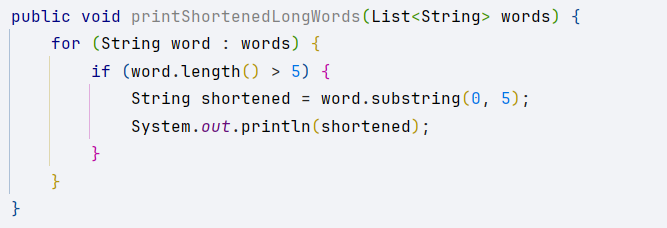 public void printShortenedLongWords(List<String> words) {
    for (String word : words) {
        if (word.length() > 5) {
            String shortened = word.substring(0, 5);
            System.out.println(shortened);
        }
    }
}